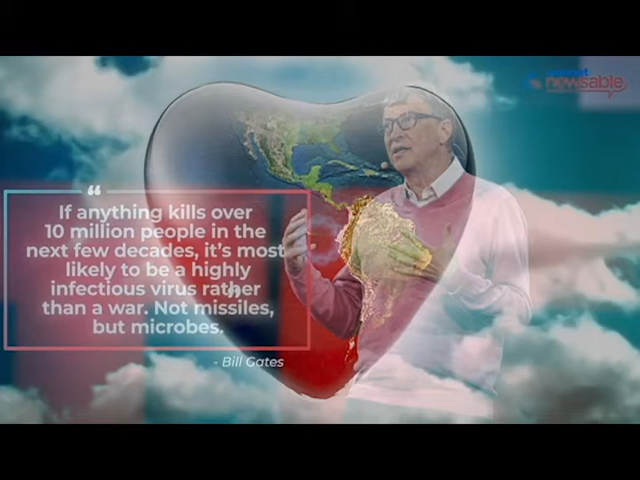 newsable
“
If anything kills over
10 million people in the
next few decades, it's most
likely to be a highly
infectious virus rather
than a war. Not missiles,
but microbes.
”
- Bill Gates